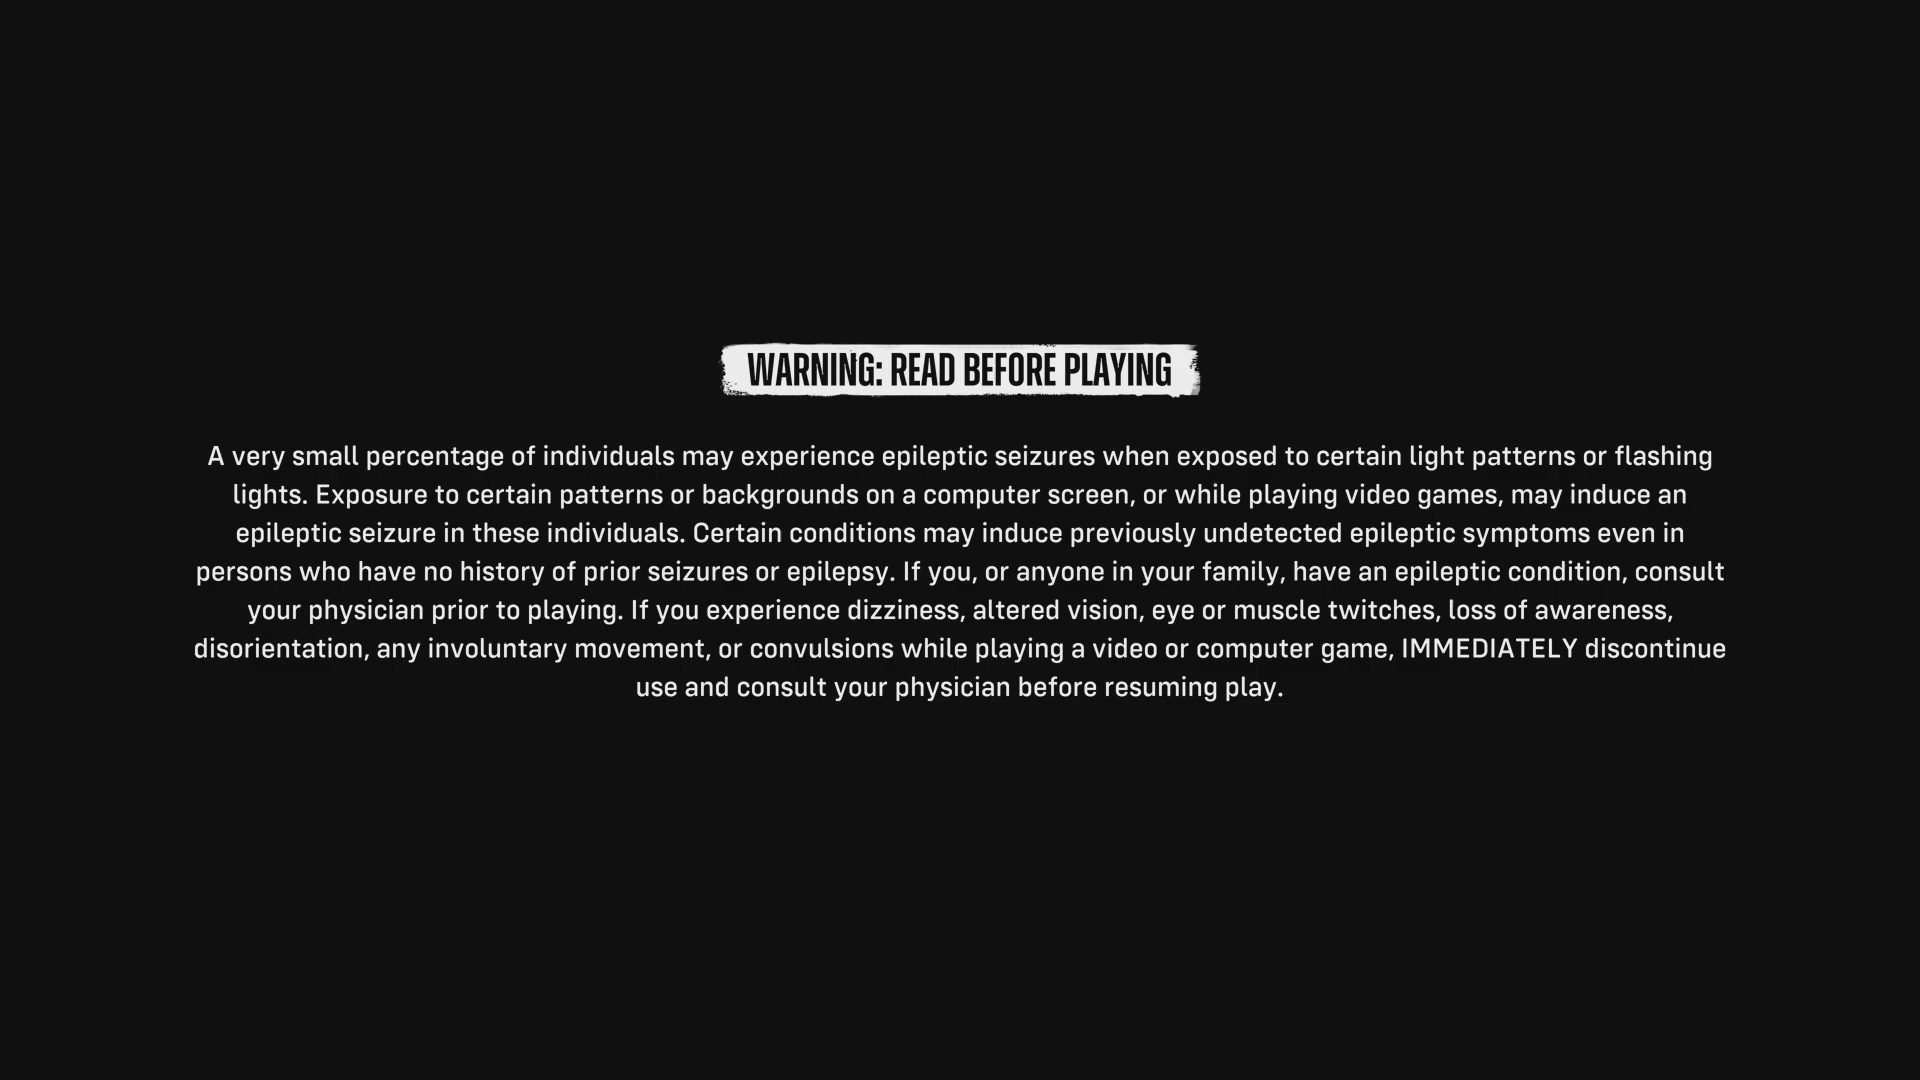 WARNING: READ BEFORE PLAYING
A very small percentage of individuals may experience epileptic seizures when exposed to certain light patterns or flashing
lights. Exposure to certain patterns or backgrounds on a computer screen, or while playing video games, may induce an
epileptic seizure in these individuals. Certain conditions may induce previously undetected epileptic symptoms even in
persons who have no history of prior seizures or epilepsy. If you, or anyone in your family, have an epileptic condition, consult
your physician prior to playing. If you experience dizziness, altered vision, eye or muscle twitches, loss of awareness,
disorientation, any involuntary movement, or convulsions while playing a video or computer game, IMMEDIATELY discontinue
use and consult your physician before resuming play.